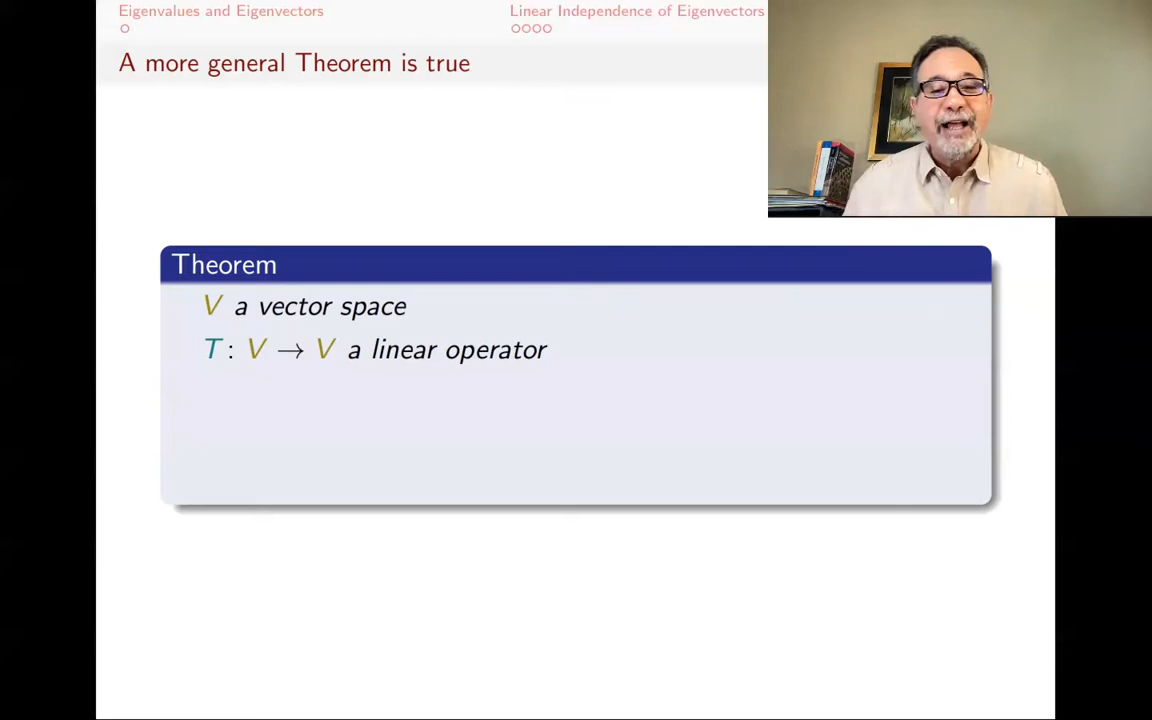 Eigenvalues and Eigenvectors
Linear Independence of Eigenvectors
A more general Theorem is true
Theorem
V a vector space
T : V → V a linear operator